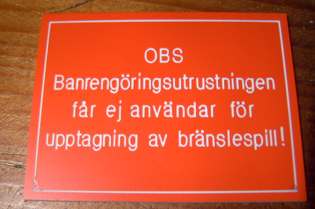 OBS
Banrengöringsutrustningen
får ej användar för
upptagning av bränslespill!